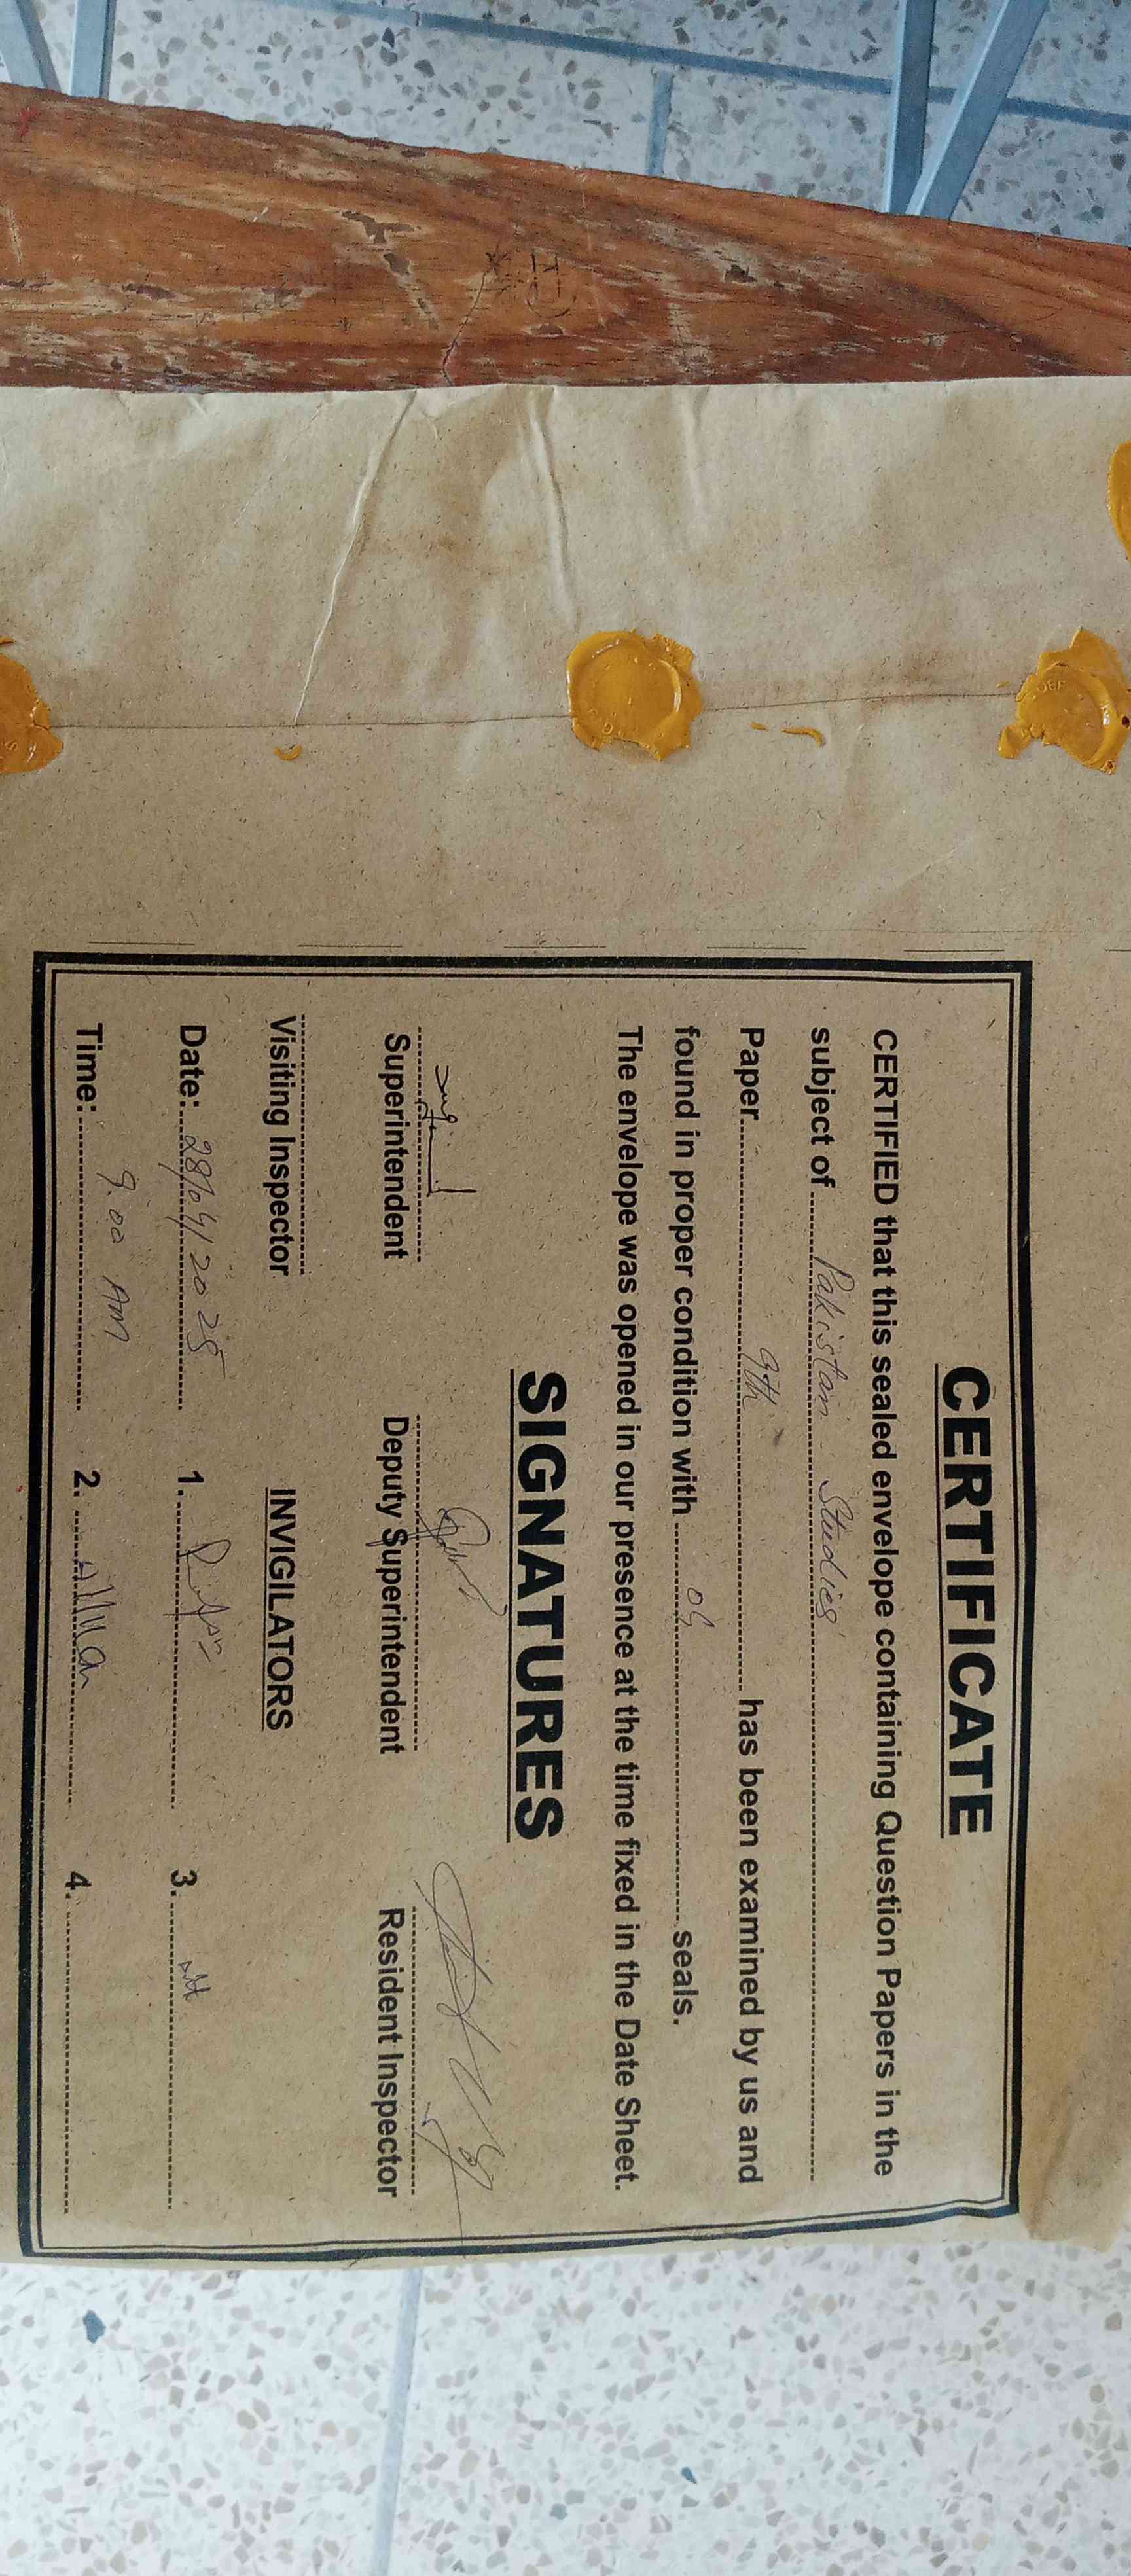 CERTIFICATE
CERTIFIED that this sealed envelope containing Question Papers in the
subject of Pakistan Studies
Paper 9th has been examined by us and
found in proper condition with seals.
The envelope was opened in our presence at the time fixed in the Date Sheet.
SIGNATURES
Superintendent Deputy Superintendent Resident Inspector
Visiting Inspector INVIGILATORS
Date: 28/04/2025 1. 3.
Time: 9:00 AM 2. 4.